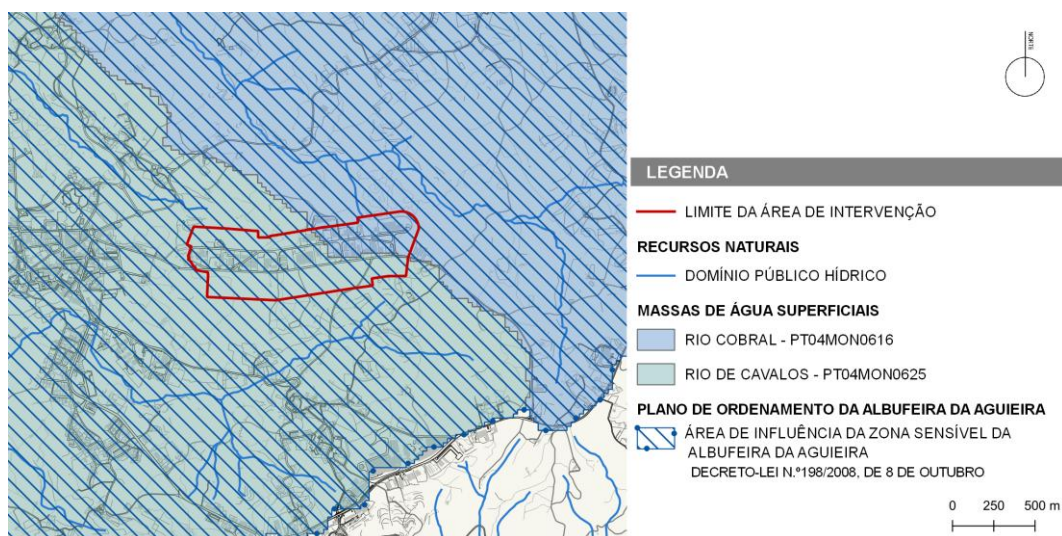 NORTE
LEGENDA
LIMITE DA ÁREA DE INTERVENÇÃO
RECURSOS NATURAIS
DOMÍNIO PÚBLICO HÍDRICO
MASSAS DE ÁGUA SUPERFICIAIS
RIO COBRAL - PT04MON0616
RIO DE CAVALOS - PT04MON0625
PLANO DE ORDENAMENTO DA ALBUFEIRA DA AGUIEIRA
ÁREA DE INFLUÊNCIA DA ZONA SENSÍVEL DA
ALBUFEIRA DA AGUIEIRA
DECRETO-LEI N.º198/2008, DE 8 DE OUTUBRO
0 250 500 m